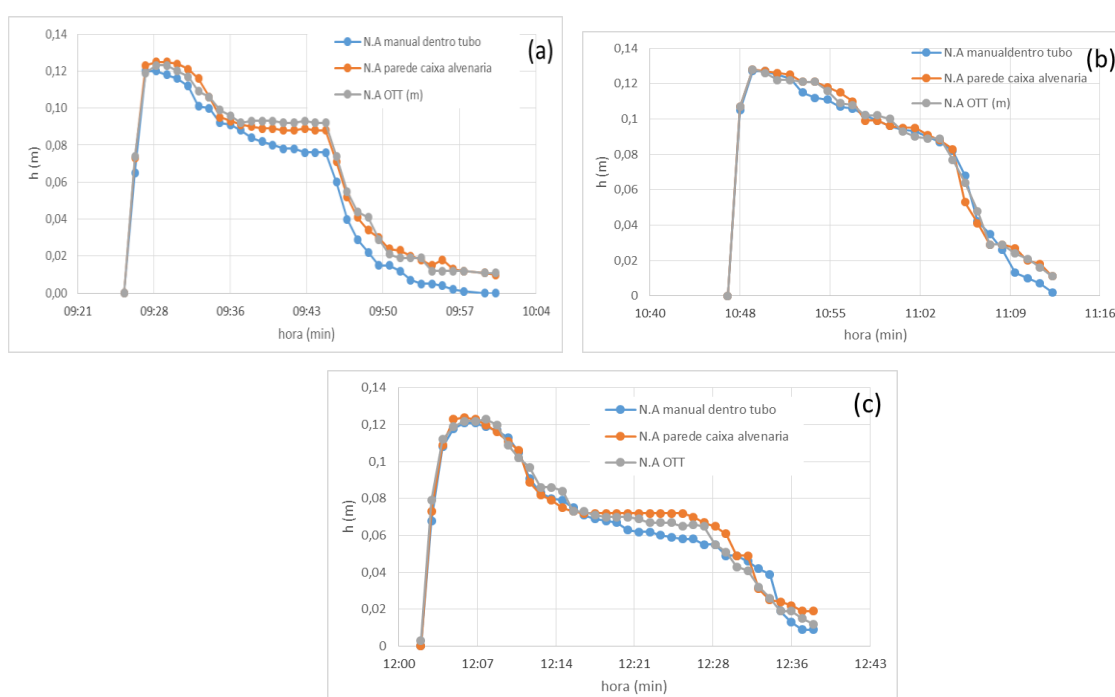 (a)
N.A manual dentro tubo
N.A parede caixa alvenaria
N.A OTT (m)
h (m)
0,14
0,12
0,10
0,08
0,06
0,04
0,02
0,00
09:21 09:28 09:36 09:43 09:50 09:57 10:04
hora (min)
(b)
N.A manualdentro tubo
N.A parede caixa alvenaria
N.A OTT (m)
h (m)
0,14
0,12
0,1
0,08
0,06
0,04
0,02
0
10:40 10:48 10:55 11:02 11:09 11:16
hora (min)
(c)
N.A manual dentro tubo
N.A parede caixa alvenaria
N.A OTT
h (m)
0,14
0,12
0,1
0,08
0,06
0,04
0,02
0
12:00 12:07 12:14 12:21 12:28 12:36 12:43
hora (min)